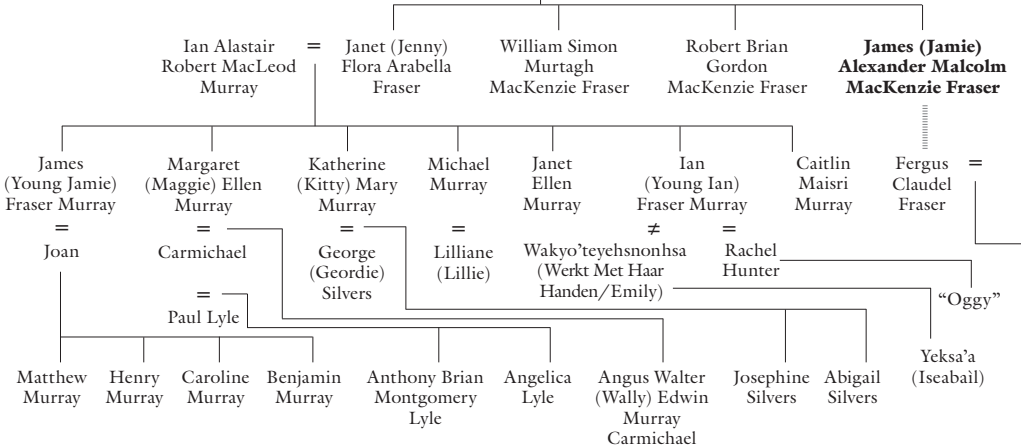 Ian Alastair
Robert MacLeod
Murray
=
Janet (Jenny)
Flora Arabella
Fraser
William Simon
Murtagh
MacKenzie Fraser
Robert Brian
Gordon
MacKenzie Fraser
James (Jamie)
Alexander Malcolm
MacKenzie Fraser
James
(Young Jamie)
Fraser Murray
=
Joan
Margaret
(Maggie) Ellen
Murray
=
Carmichael
=
Paul Lyle
Katherine
(Kitty) Mary
Murray
=
George
(Geordie)
Silvers
Michael
Murray
=
Lilliane
(Lillie)
Janet
Ellen
Murray
Ian
(Young Ian)
Fraser Murray
≠
Wakyo'teyehsnonhsa
(Werkt Met Haar
Handen/Emily)
=
Rachel
Hunter
Caitlin
Maisri
Murray
Fergus
Claudel
Fraser
=
"Oggy"
Yeksa'a
(Iseabaìl)
Matthew
Murray
Henry
Murray
Caroline
Murray
Benjamin
Murray
Anthony Brian
Montgomery
Lyle
Angelica
Lyle
Angus Walter
(Wally) Edwin
Murray
Carmichael
Josephine
Silvers
Abigail
Silvers